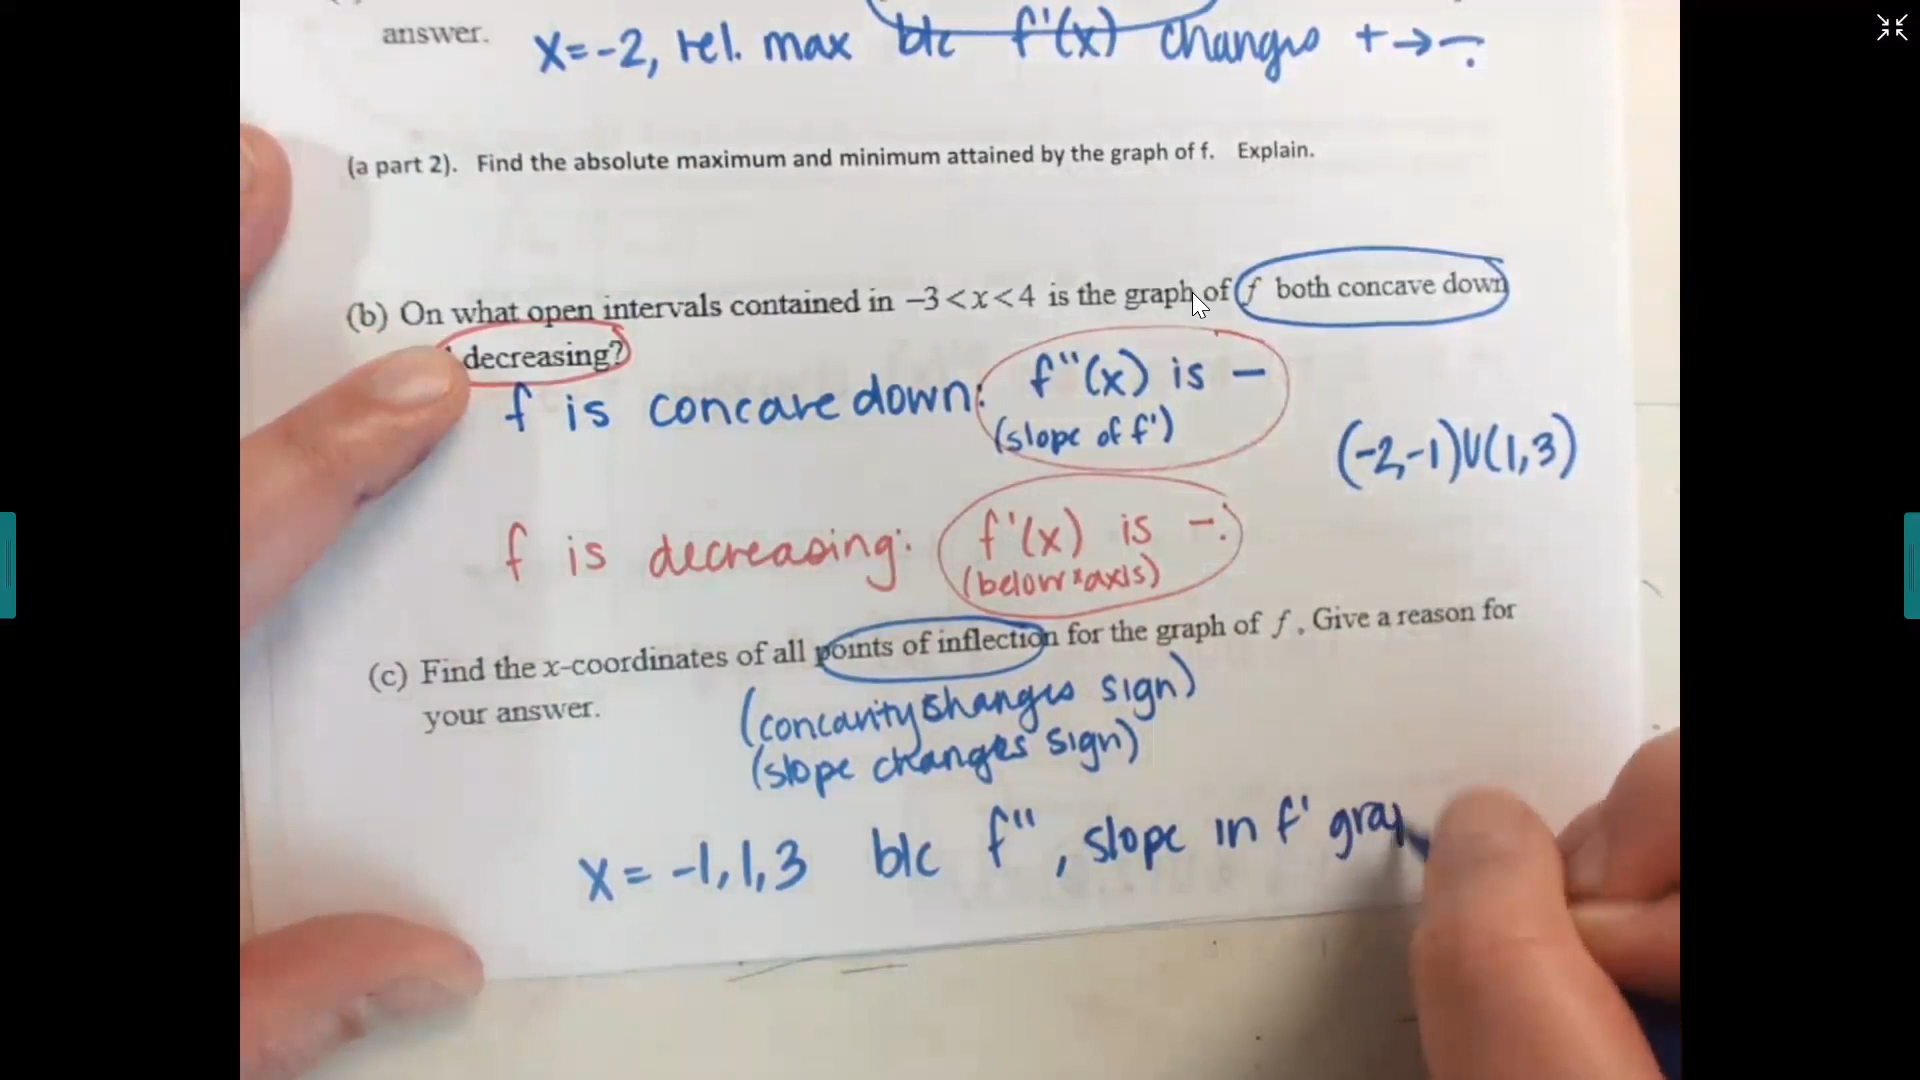 answer.
x=-2, rel. max b/c f'(x) changes +→-.
(a part 2). Find the absolute maximum and minimum attained by the graph of f. Explain.
(b) On what open intervals contained in −3<x<4 is the graph of f both concave down
decreasing?
f is concave down: f"(x) is −
(slope of f')
(-2,-1)U(1,3)
f is decreasing: f'(x) is -.
(below x axis)
(c) Find the x-coordinates of all points of inflection for the graph of f. Give a reason for
your answer.
(concavity changes sign)
(slope changes sign)
x= -1,1,3 b/c f", slope in f'